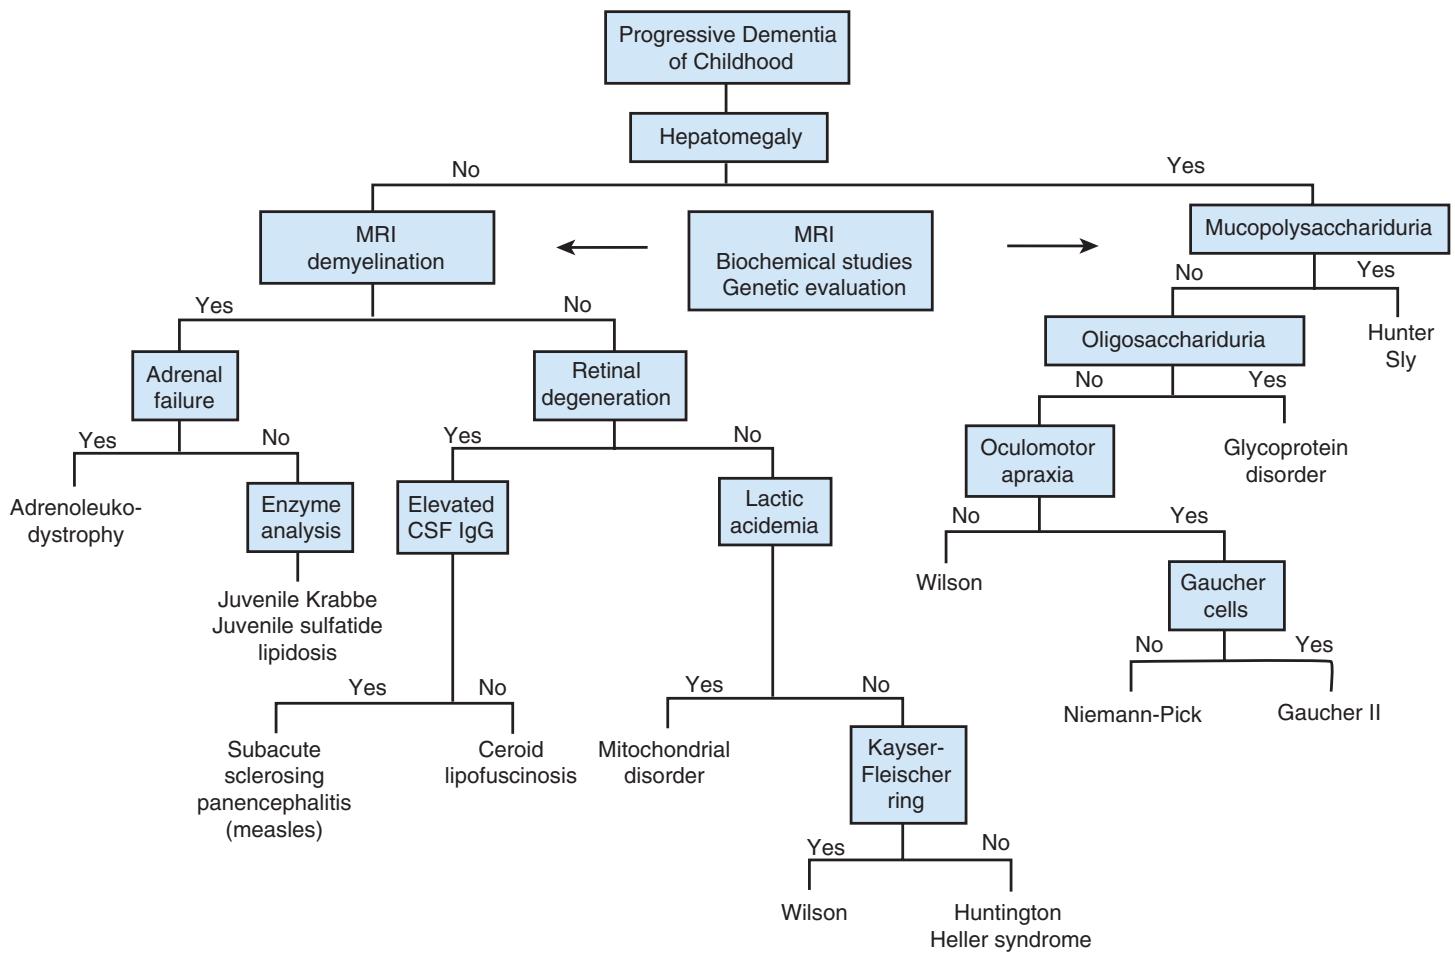 Progressive Dementia
of Childhood
Hepatomegaly
No
Yes
MRI
demyelination
MRI
Biochemical studies
Genetic evaluation
Mucopolysacchariduria
Yes
No
No
Yes
Adrenal
failure
Retinal
degeneration
Oligosacchariduria
Hunter
Sly
Yes
No
Yes
No
No
Yes
Adrenoleuko-
dystrophy
Enzyme
analysis
Elevated
CSF IgG
Lactic
acidemia
Oculomotor
apraxia
Glycoprotein
disorder
Juvenile Krabbe
Juvenile sulfatide
lipidosis
No
Yes
Wilson
Gaucher
cells
No
Yes
Niemann-Pick
Gaucher II
Yes
No
Yes
No
Subacute
sclerosing
panencephalitis
(measles)
Ceroid
lipofuscinosis
Mitochondrial
disorder
Kayser-
Fleischer
ring
Yes
No
Wilson
Huntington
Heller syndrome